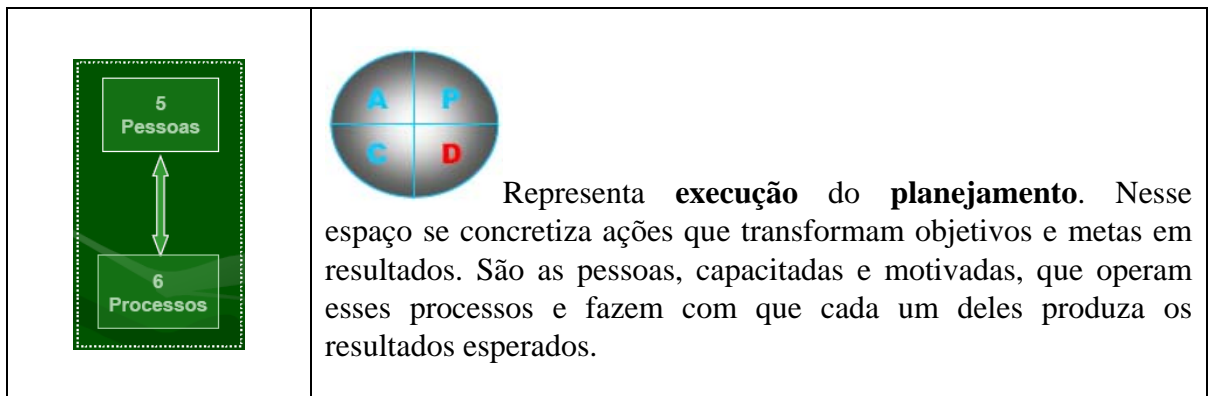 5
Pessoas
6
Processos
A P
C D
Representa execução do planejamento. Nesse
espaço se concretiza ações que transformam objetivos e metas em
resultados. São as pessoas, capacitadas e motivadas, que operam
esses processos e fazem com que cada um deles produza os
resultados esperados.